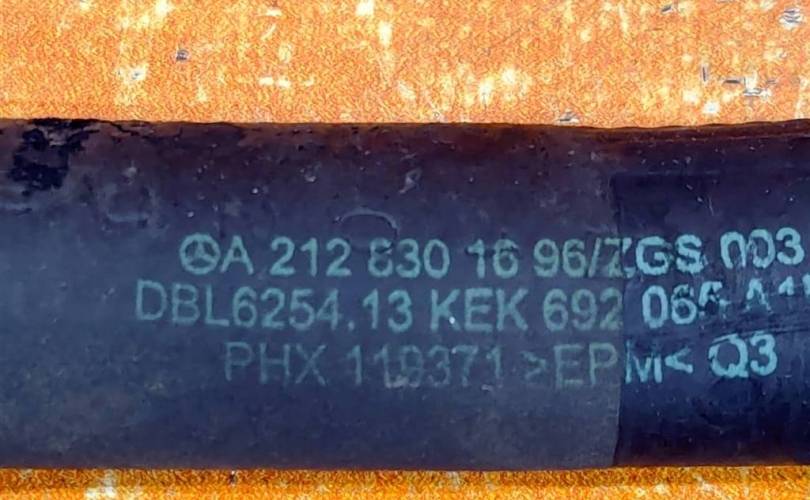 A 212 830 16 96/ZGS 003
DBL6254.13 KEK 692
PHX 119371 >EPM< Q3